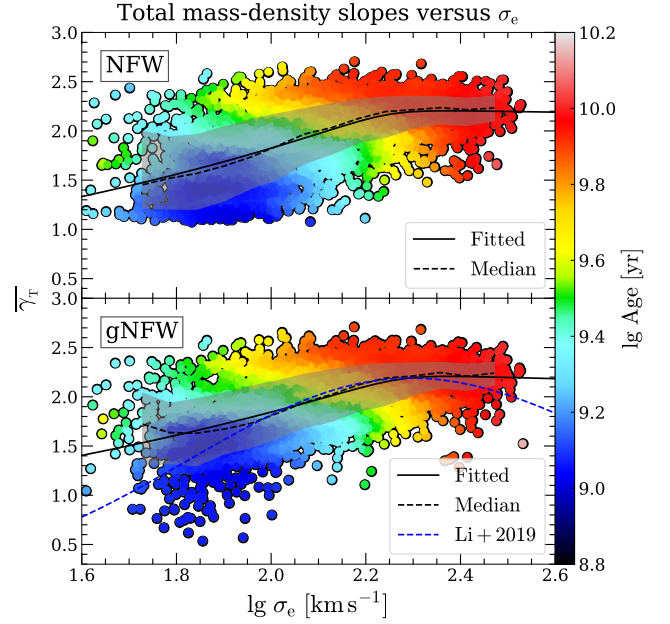 Total mass-density slopes versus σₑ
NFW
3.0
2.5
2.0
1.5
1.0
0.5
Fitted
Median
γ̅_T
gNFW
3.0
2.5
2.0
1.5
1.0
0.5
Fitted
Median
Li + 2019
1.6 1.8 2.0 2.2 2.4 2.6
lg σₑ [km s⁻¹]
10.2
10.0
9.8
9.6
9.4
9.2
9.0
8.8
lg Age [yr]